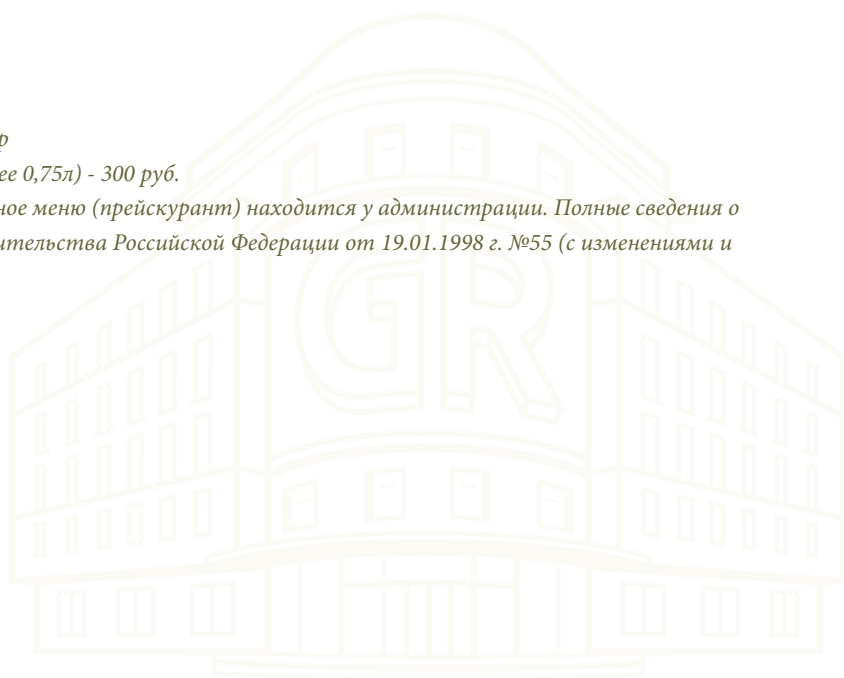 р
ее 0,75л) - 300 руб.
ное меню (прейскурант) находится у администрации. Полные сведения о
ительства Российской Федерации от 19.01.1998 г. №55 (с изменениями и
GR